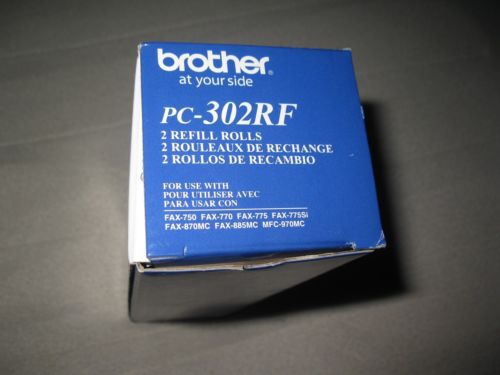 brother®
at your side
PC-302RF
2 REFILL ROLLS
2 ROULEAUX DE RECHANGE
2 ROLLOS DE RECAMBIO
FOR USE WITH
POUR UTILISER AVEC
PARA USAR CON
FAX-750 FAX-770 FAX-775 FAX-775Si
FAX-870MC FAX-885MC MFC-970MC